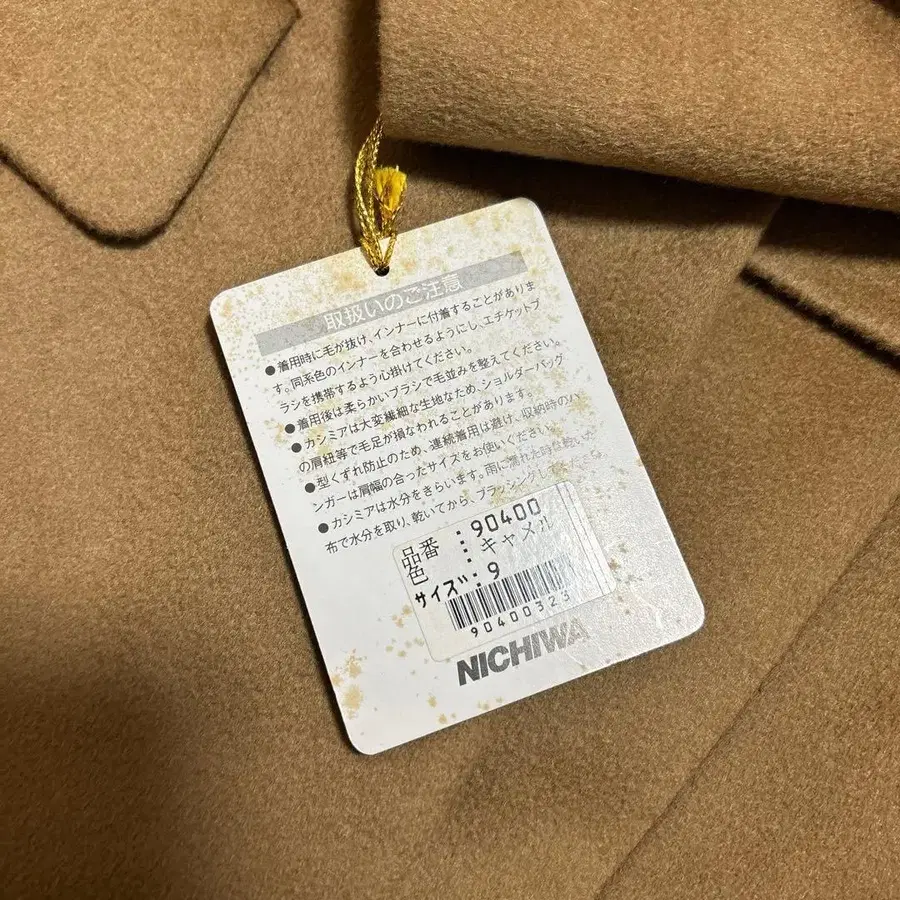 取扱いのご注意
●着用時に毛が抜け、インナーに付着することがありま
す。同系色のインナーを合わせるようにし、エチケットブ
ラシを携帯するよう心掛けてください。
●着用後は柔らかいブラシで毛並みを整えてください。
●カシミアは大変繊細な生地なため、ショルダーバッグ
の肩紐等で毛足が損なわれることがあります。
●型くずれ防止のため、連続着用は避け、収納時のハ
ンガーは肩幅の合ったサイズをお使いください。
●カシミアは水分をきらいます。雨に濡れた時は乾いた
布で水分を取り、乾いてから、ブラッシングしてください。
品番 : 90400
色 : キャメル
サイズ : 9
90400323
NICHIWA